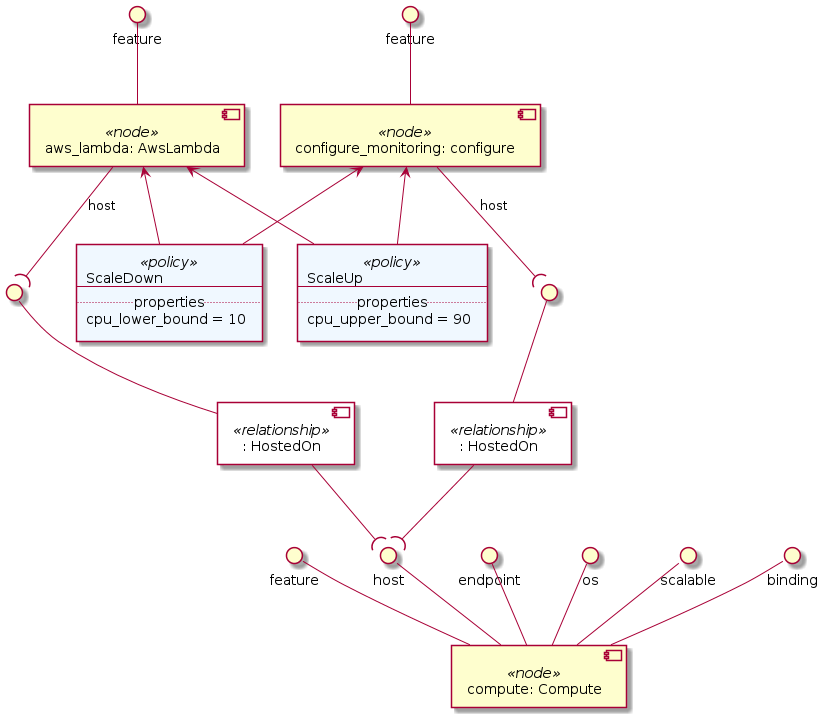 feature
feature
«node»
aws_lambda: AwsLambda
«node»
configure_monitoring: configure
host
host
«policy»
ScaleDown
properties
cpu_lower_bound = 10
«policy»
ScaleUp
properties
cpu_upper_bound = 90
«relationship»
: HostedOn
«relationship»
: HostedOn
feature
host
endpoint
os
scalable
binding
«node»
compute: Compute